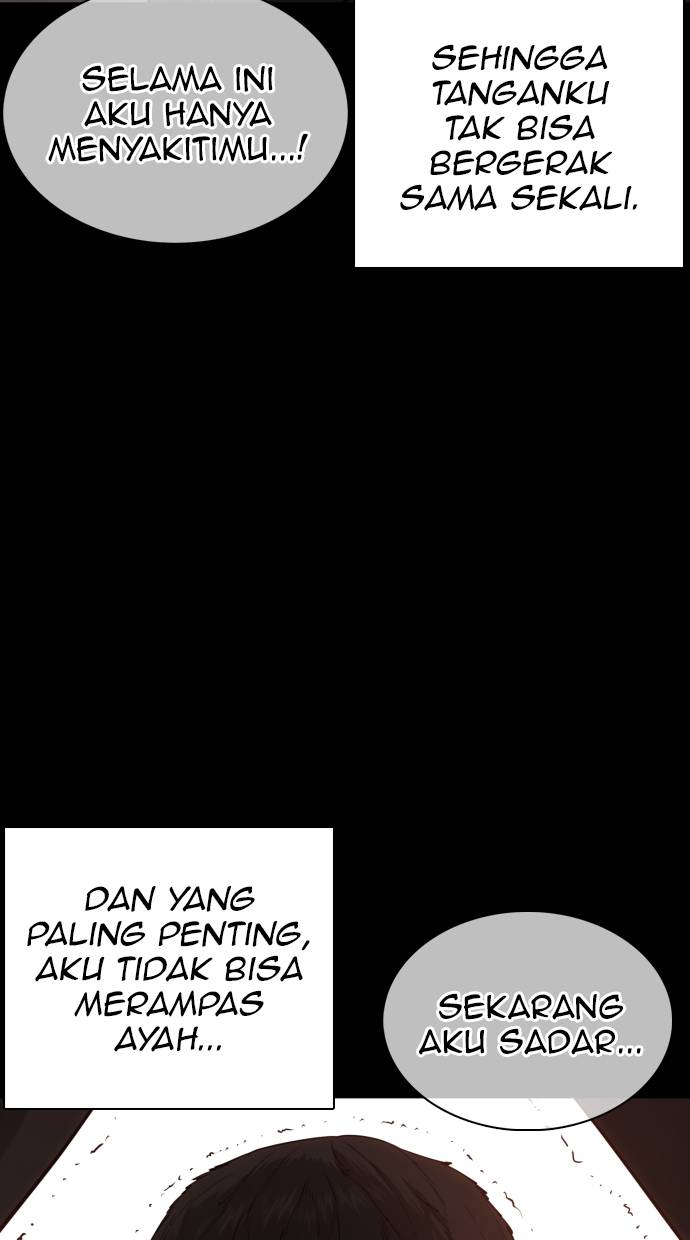 SELAMA INI
AKU HANYA
MENYAKITIMU...!
SEHINGGA
TANGANKU
TAK BISA
BERGERAK
SAMA SEKALI.
DAN YANG
PALING PENTING,
AKU TIDAK BISA
MERAMPAS
AYAH...
SEKARANG
AKU SADAR...